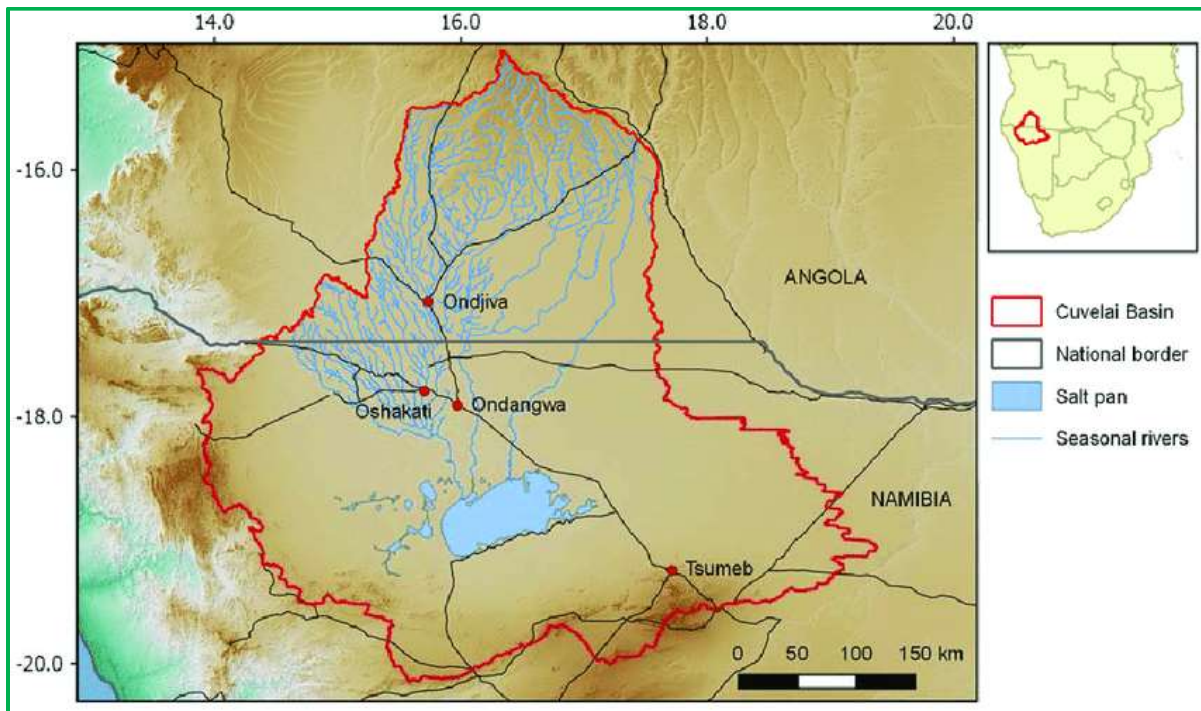 14.0 16.0 18.0 20.0
-16.0
-18.0
-20.0
ANGOLA
Ondjiva
Oshakati
Ondangwa
NAMIBIA
Tsumeb
0 50 100 150 km
Cuvelai Basin
National border
Salt pan
Seasonal rivers